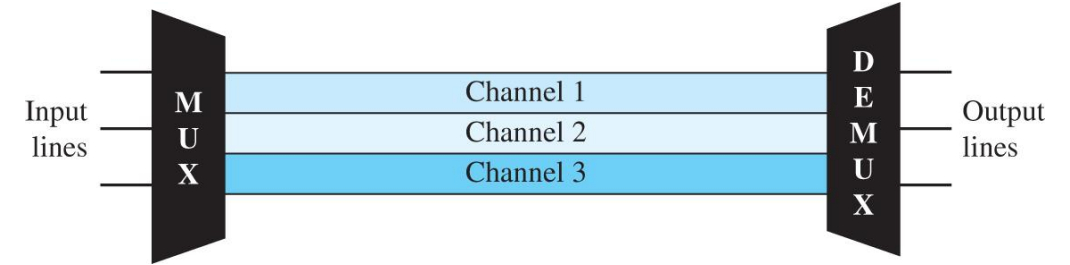 Input
lines
M
U
X
Channel 1
Channel 2
Channel 3
D
E
M
U
X
Output
lines